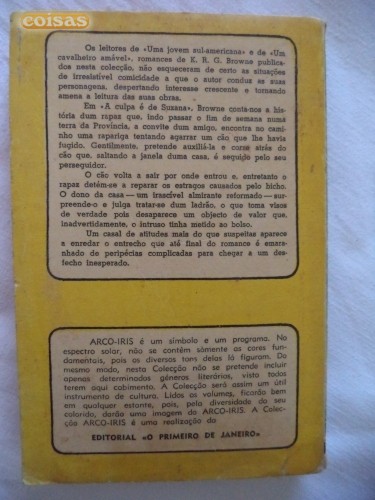 coisas
Os leitores de «Uma jovem sul-americana» e de «Um
cavalheiro amável», romances de K. R. G. Browne publica-
dos nesta colecção, não esqueceram de certo as situações
de irresistível comicidade a que o autor conduz as suas
personagens, despertando interesse crescente e tornando
amena a leitura das suas obras.
Em «A culpa é de Suzana», Browne conta-nos a his-
tória dum rapaz que, indo passar o fim de semana numa
terra da Província, a convite dum amigo, encontra no cami-
nho uma rapariga tentando agarrar um cão que lhe havia
fugido. Gentilmente, pretende auxiliá-la e corre atrás do
cão que, saltando a janela duma casa, é seguido pelo seu
perseguidor.
O cão volta a sair por onde entrou e, entretanto o
rapaz detém-se a reparar os estragos causados pelo bicho.
O dono da casa — um irascível almirante reformado — sur-
preende-o e julga tratar-se dum ladrão, o que toma visos
de verdade pois desaparece um objecto de valor que,
inadvertidamente, o intruso tinha metido ao bolso.
Um casal de atitudes mais do que suspeitas aparece
a enredar o entrecho que até final do romance é emara-
nhado de peripécias complicadas para chegar a um des-
fecho inesperado.
ARCO-IRIS é um símbolo e um programa. No
espectro solar, não se contêm sòmente as cores fun-
damentais, pois os diversos tons delas lá figuram. Do
mesmo modo, nesta Colecção não se pretende incluir
apenas determinados géneros literários, visto todos
terem aqui cabimento. A Colecção será assim um útil
instrumento de cultura. Lidos os volumes, ficarão bem
em qualquer estante, pois, pela diversidade do seu
colorido, darão uma imagem do ARCO-IRIS. A Colec-
ção ARCO-IRIS é uma realização da
EDITORIAL «O PRIMEIRO DE JANEIRO»